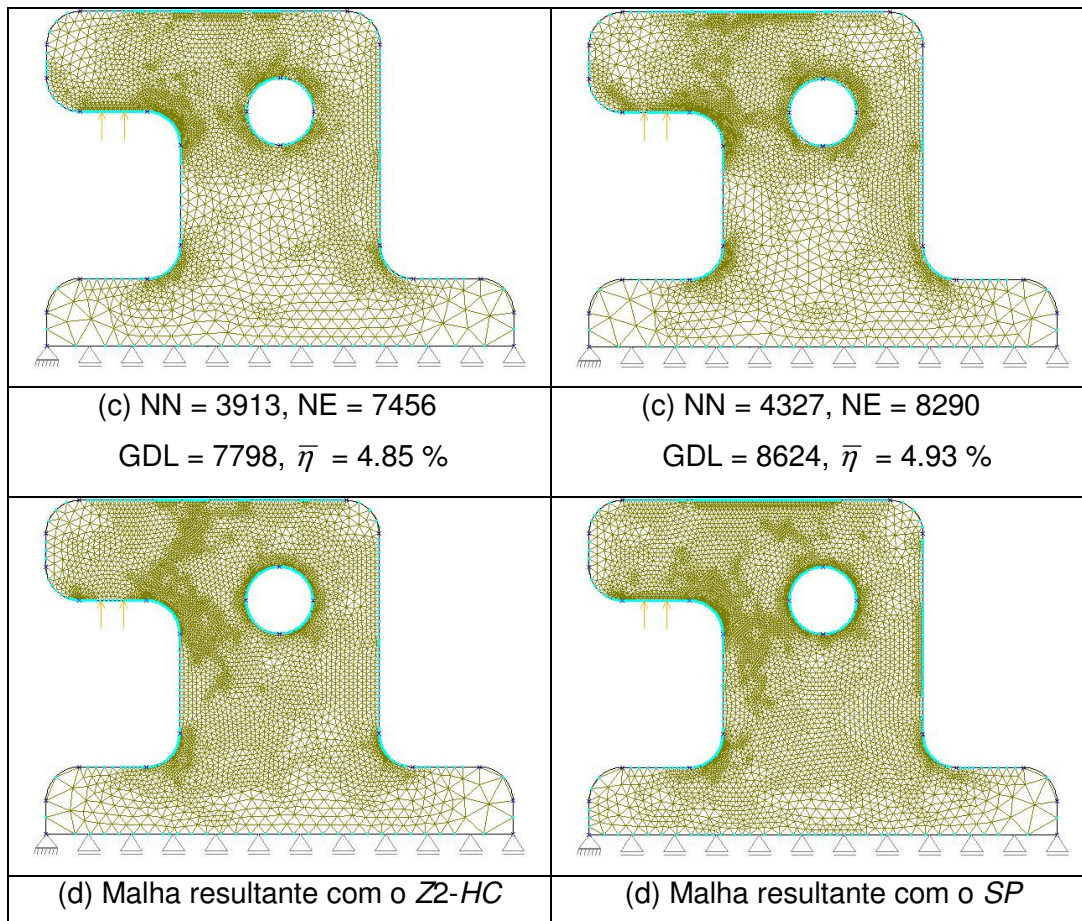 (c) NN = 3913, NE = 7456
GDL = 7798, η̅ = 4.85 %
(c) NN = 4327, NE = 8290
GDL = 8624, η̅ = 4.93 %
(d) Malha resultante com o Z2-HC
(d) Malha resultante com o SP